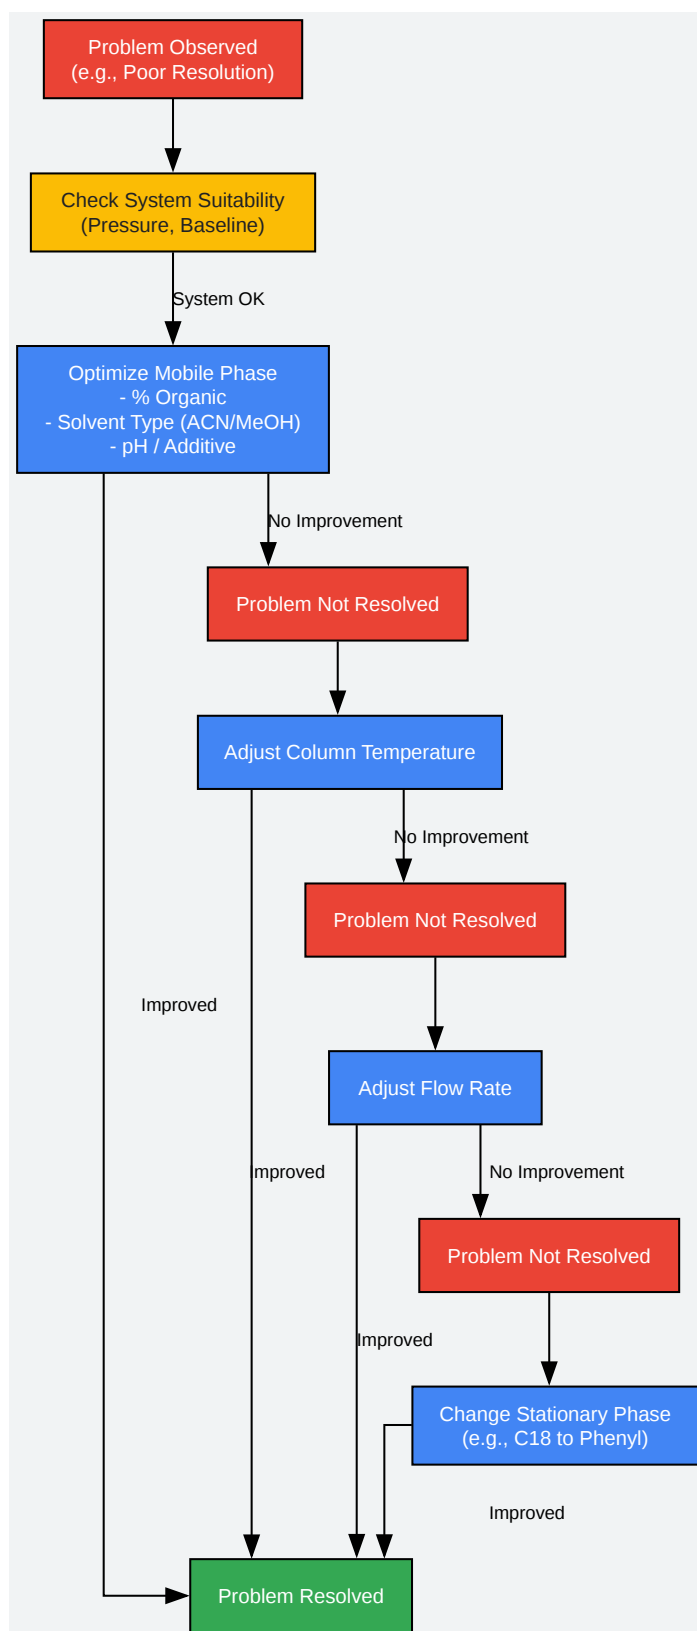 Problem Observed
(e.g., Poor Resolution)
Check System Suitability
(Pressure, Baseline)
System OK
Optimize Mobile Phase
- % Organic
- Solvent Type (ACN/MeOH)
- pH / Additive
No Improvement
Problem Not Resolved
Adjust Column Temperature
No Improvement
Problem Not Resolved
Improved
Adjust Flow Rate
Improved
No Improvement
Problem Not Resolved
Improved
Change Stationary Phase
(e.g., C18 to Phenyl)
Improved
Problem Resolved